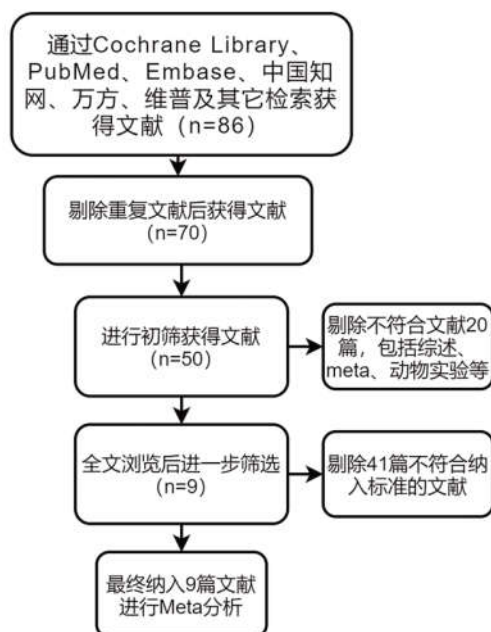 通过Cochrane Library、
PubMed、Embase、中国知
网、万方、维普及其它检索获
得文献（n=86）
剔除重复文献后获得文献
(n=70)
进行初筛获得文献
(n=50)
剔除不符合文献20
篇，包括综述、
meta、动物实验等
全文浏览后进一步筛选
(n=9)
剔除41篇不符合纳
入标准的文献
最终纳入9篇文献
进行Meta分析